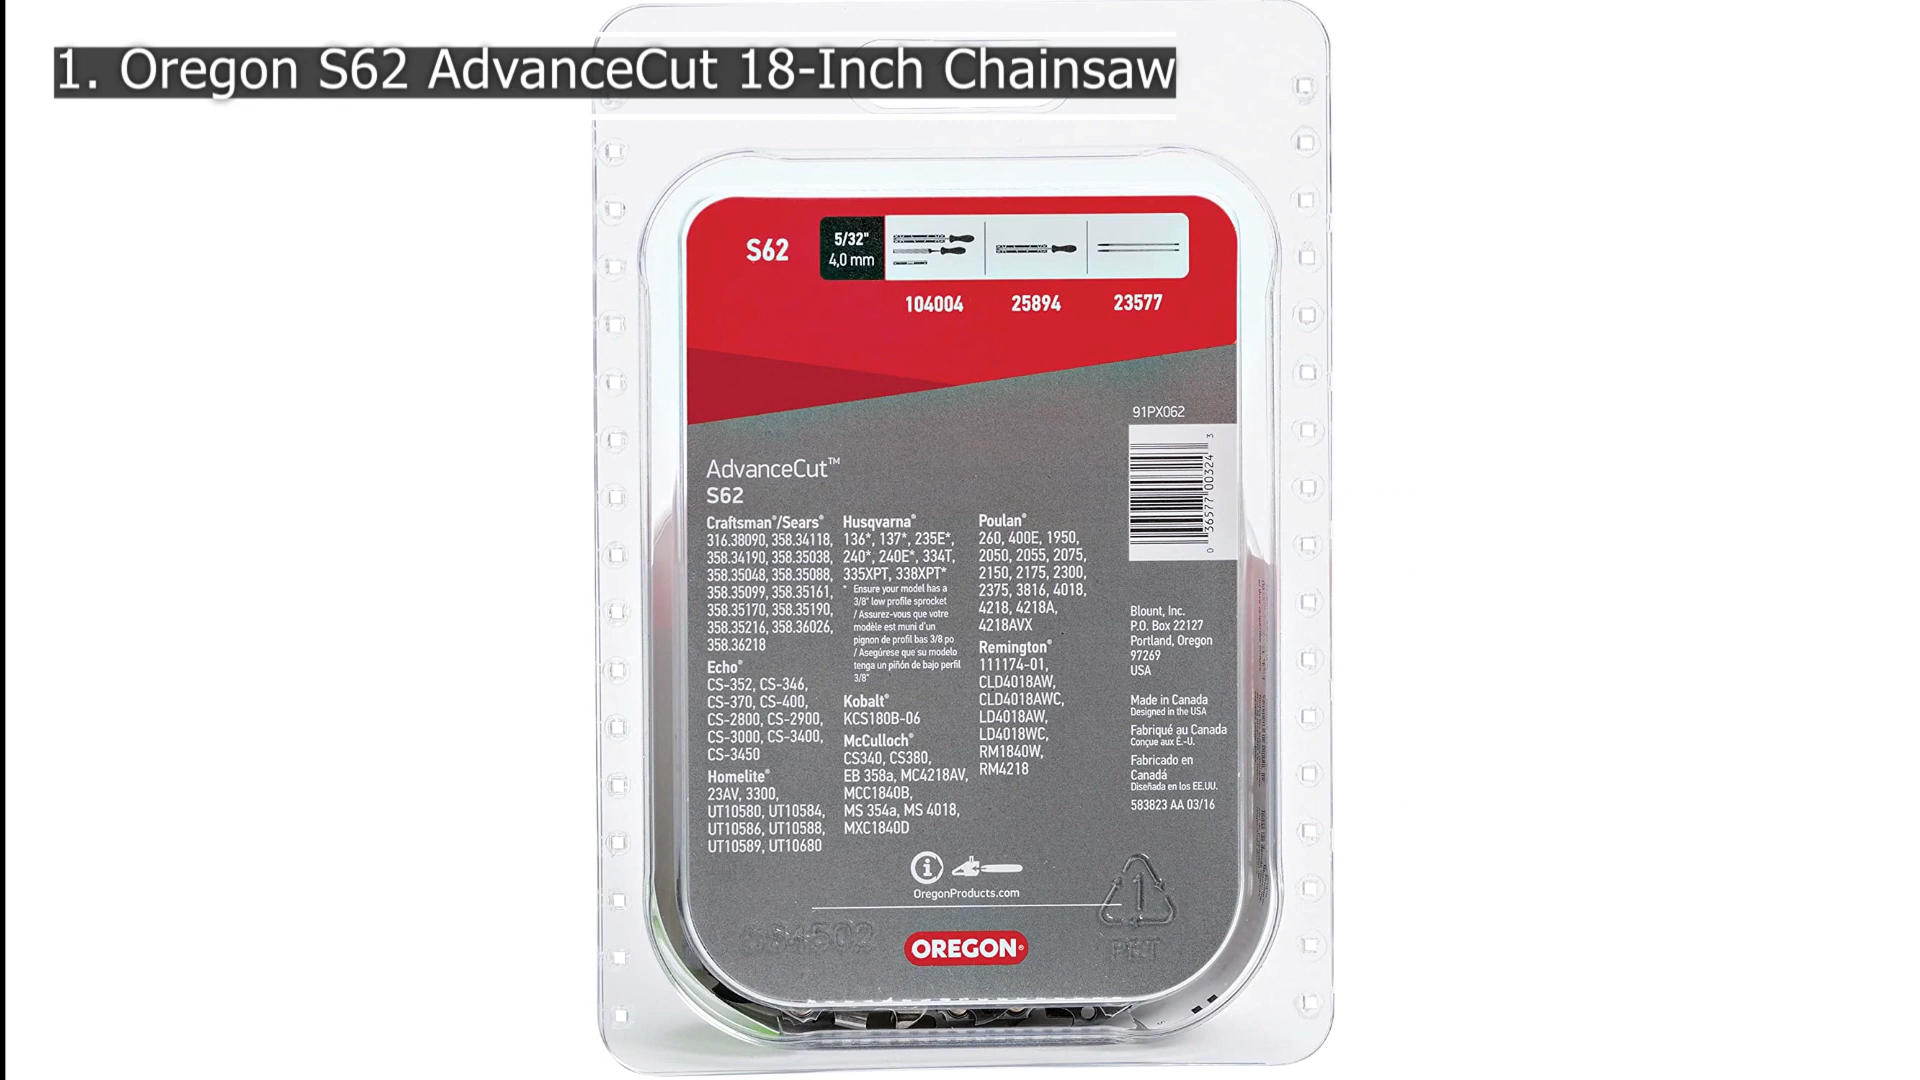 1. Oregon S62 AdvanceCut 18-Inch Chainsaw
S62
5/32"
4,0 mm
104004 25894 23577
91PX062
0 36577 00324 3
AdvanceCut™
S62
Craftsman®/Sears®
316.38090, 358.34118,
358.34190, 358.35038,
358.35048, 358.35088,
358.35099, 358.35161,
358.35170, 358.35190,
358.35216, 358.36026,
358.36218
Echo®
CS-352, CS-346,
CS-370, CS-400,
CS-2800, CS-2900,
CS-3000, CS-3400,
CS-3450
Homelite®
23AV, 3300,
UT10580, UT10584,
UT10586, UT10588,
UT10589, UT10680
Husqvarna®
136*, 137*, 235E*,
240*, 240E*, 334T,
335XPT, 338XPT*
* Ensure your model has a
3/8" low profile sprocket
/ Assurez-vous que votre
modèle est muni d'un
pignon de profil bas 3/8 po
/ Asegúrese que su modelo
tenga un piñón de bajo perfil
3/8"
Kobalt®
KCS180B-06
McCulloch®
CS340, CS380,
EB 358a, MC4218AV,
MCC1840B,
MS 354a, MS 4018,
MXC1840D
Poulan®
260, 400E, 1950,
2050, 2055, 2075,
2150, 2175, 2300,
2375, 3816, 4018,
4218, 4218A,
4218AVX
Remington®
111174-01,
CLD4018AW,
CLD4018AWC,
LD4018AW,
LD4018WC,
RM1840W,
RM4218
Blount, Inc.
P.O. Box 22127
Portland, Oregon
97269
USA
Made in Canada
Designed in the USA
Fabriqué au Canada
Conçue aux É.-U.
Fabricado en
Canadá
Diseñada en los EE.UU.
583823 AA 03/16
OregonProducts.com
OREGON®
1
PET